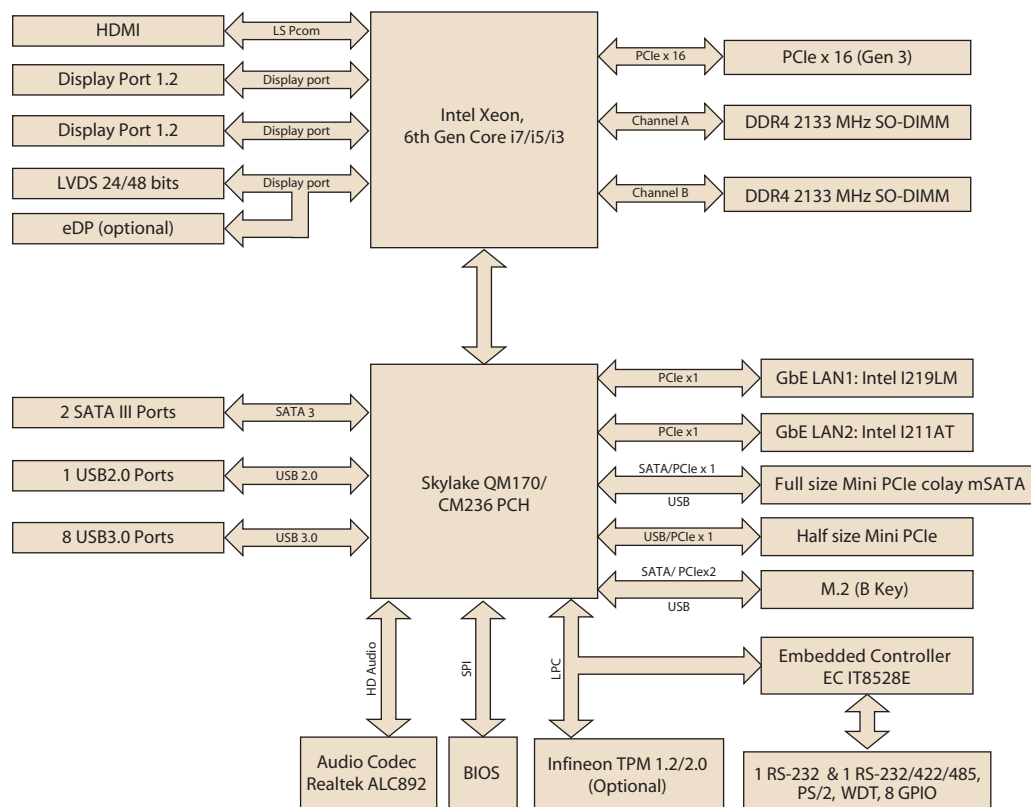 HDMI
LS Pcom
Display Port 1.2
Display port
Display Port 1.2
Display port
LVDS 24/48 bits
Display port
eDP (optional)
Intel Xeon,
6th Gen Core i7/i5/i3
PCIe x 16
PCIe x 16 (Gen 3)
Channel A
DDR4 2133 MHz SO-DIMM
Channel B
DDR4 2133 MHz SO-DIMM
2 SATA III Ports
SATA 3
1 USB2.0 Ports
USB 2.0
8 USB3.0 Ports
USB 3.0
Skylake QM170/
CM236 PCH
PCIe x1
GbE LAN1: Intel I219LM
PCIe x1
GbE LAN2: Intel I211AT
SATA/PCIe x 1
USB
Full size Mini PCIe colay mSATA
USB/PCIe x 1
Half size Mini PCIe
SATA/ PCIex2
USB
M.2 (B Key)
HD Audio
SPI
LPC
Embedded Controller
EC IT8528E
Audio Codec
Realtek ALC892
BIOS
Infineon TPM 1.2/2.0
(Optional)
1 RS-232 & 1 RS-232/422/485,
PS/2, WDT, 8 GPIO